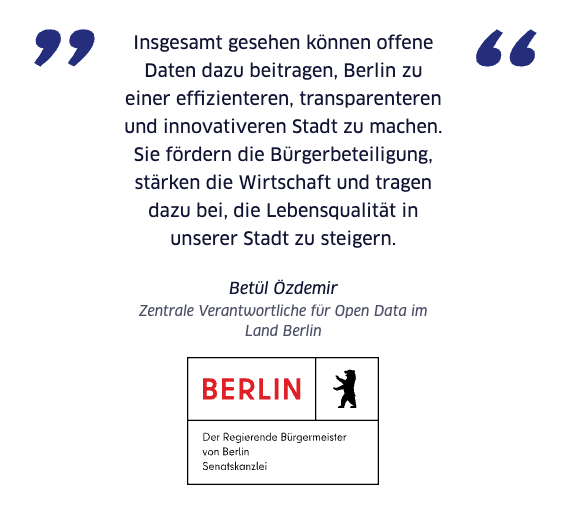 Insgesamt gesehen können offene
Daten dazu beitragen, Berlin zu
einer effizienteren, transparenteren
und innovativeren Stadt zu machen.
Sie fördern die Bürgerbeteiligung,
stärken die Wirtschaft und tragen
dazu bei, die Lebensqualität in
unserer Stadt zu steigern.
Betül Özdemir
Zentrale Verantwortliche für Open Data im
Land Berlin
BERLIN
Der Regierende Bürgermeister
von Berlin
Senatskanzlei